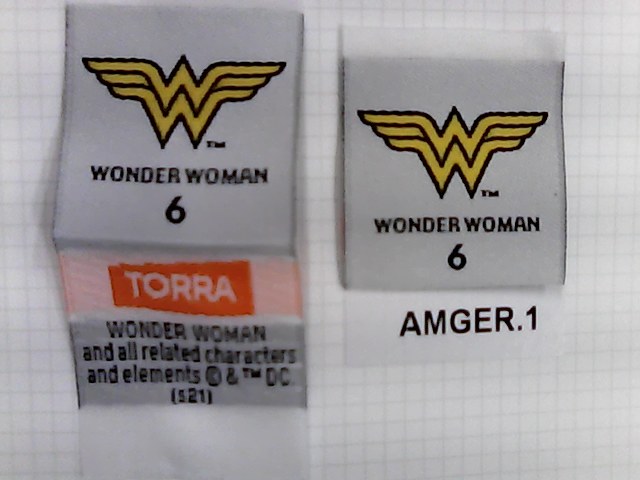 WONDER WOMAN
6
TORRA
WONDER WOMAN
and all related characters
and elements © & ™ DC.
(s21)
WONDER WOMAN
6
AMGER.1